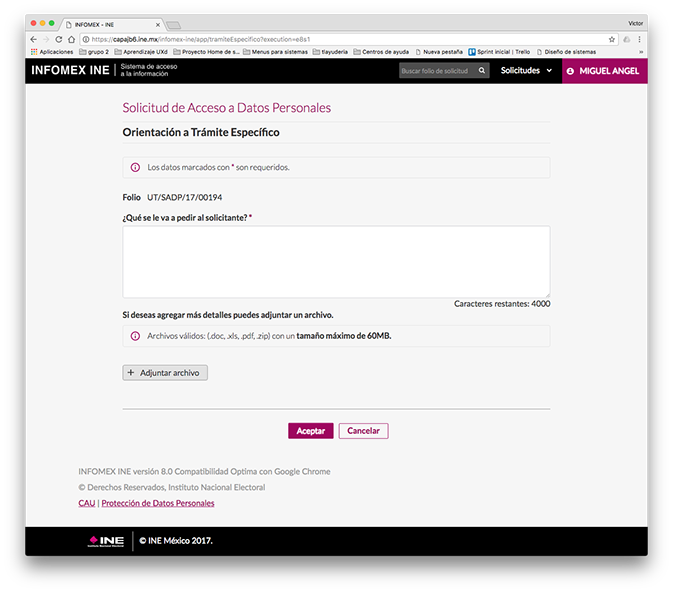 INFOMEX - INE
Victor
https://capajb6.ine.mx/infomex-ine/app/tramiteEspecifico?execution=e8s1
Aplicaciones grupo 2 Aprendizaje UXd Proyecto Home de s... Menus para sistemas tlayuderia Centros de ayuda Nueva pestaña Sprint inicial | Trello Diseño de sistemas »
INFOMEX INE
Sistema de acceso
a la información
Buscar folio de solicitud
Solicitudes
MIGUEL ANGEL
Solicitud de Acceso a Datos Personales
Orientación a Trámite Específico
Los datos marcados con * son requeridos.
Folio UT/SADP/17/00194
¿Qué se le va a pedir al solicitante? *
Caracteres restantes: 4000
Si deseas agregar más detalles puedes adjuntar un archivo.
Archivos válidos: (.doc, .xls, .pdf, .zip) con un tamaño máximo de 60MB.
+ Adjuntar archivo
Aceptar Cancelar
INFOMEX INE versión 8.0 Compatibilidad Optima con Google Chrome
© Derechos Reservados, Instituto Nacional Electoral
CAU | Protección de Datos Personales
INE
Instituto Nacional Electoral
© INE México 2017.